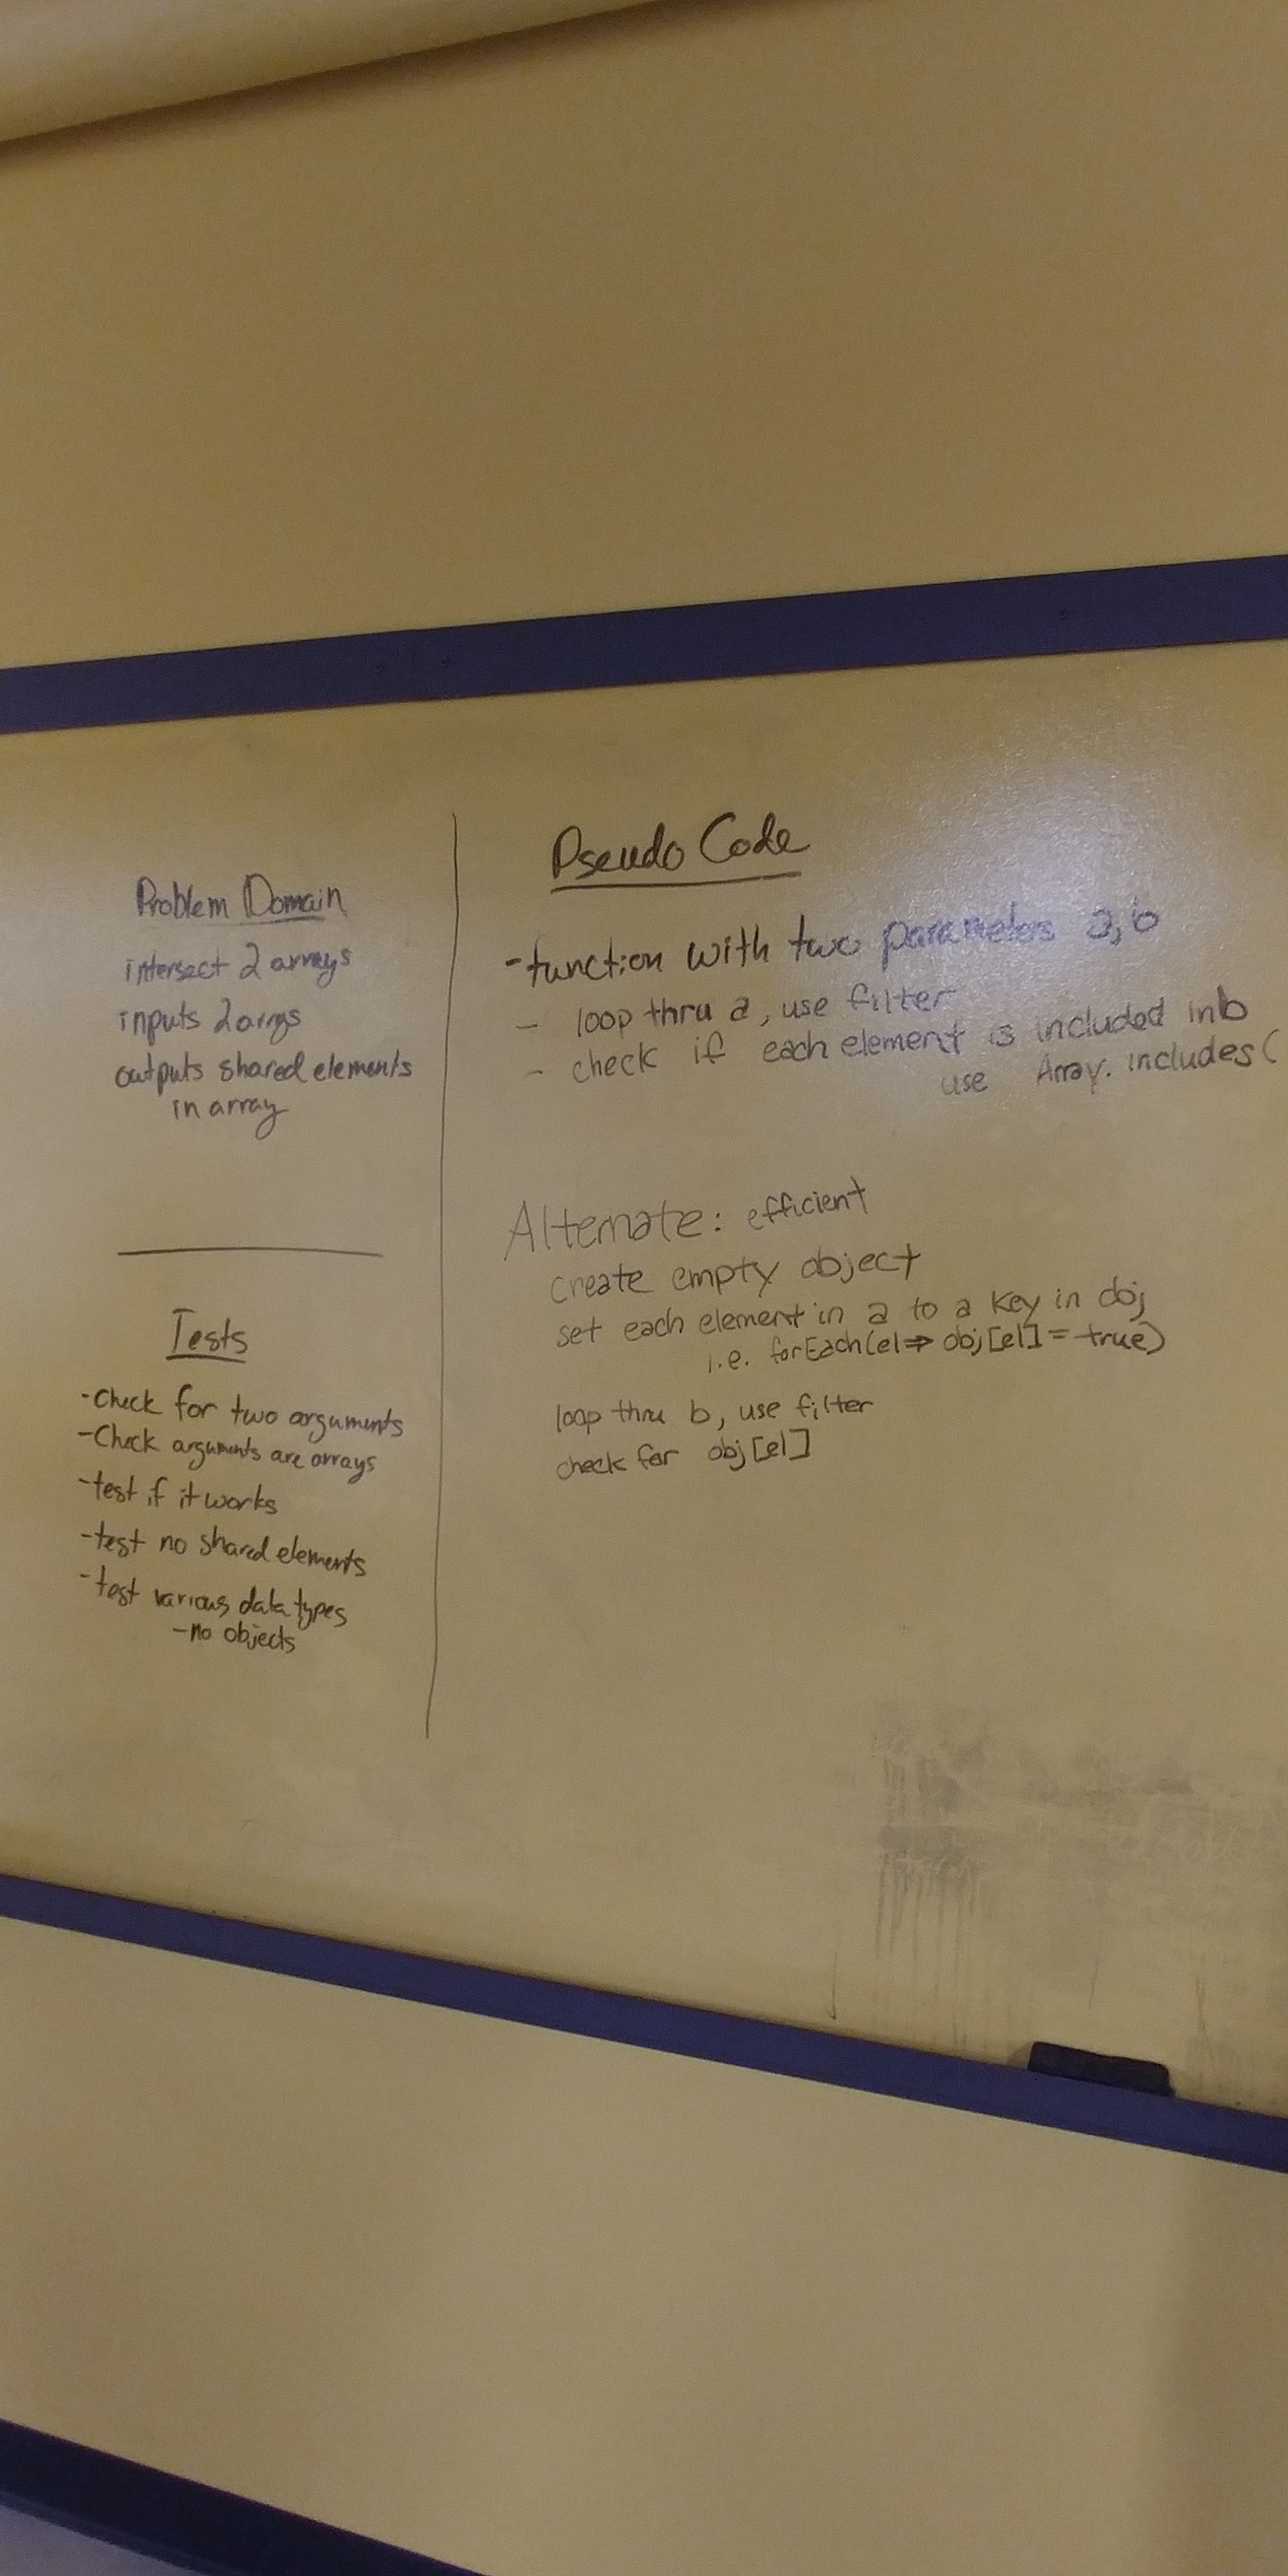 Problem Domain
intersect 2 arrays
inputs 2 arrys
outputs shared elements
in array
Tests
- Check for two arguments
- Check arguments are arrays
- test if it works
- test no shared elements
- test various data types
- no objects
Pseudo Code
- function with two parameters a, b
- loop thru a, use filter
- check if each element is included in b
use Array.includes(
Alternate: efficient
create empty object
set each element in a to a key in obj
i.e. forEach(el => obj[el] = true)
loop thru b, use filter
check for obj[el]